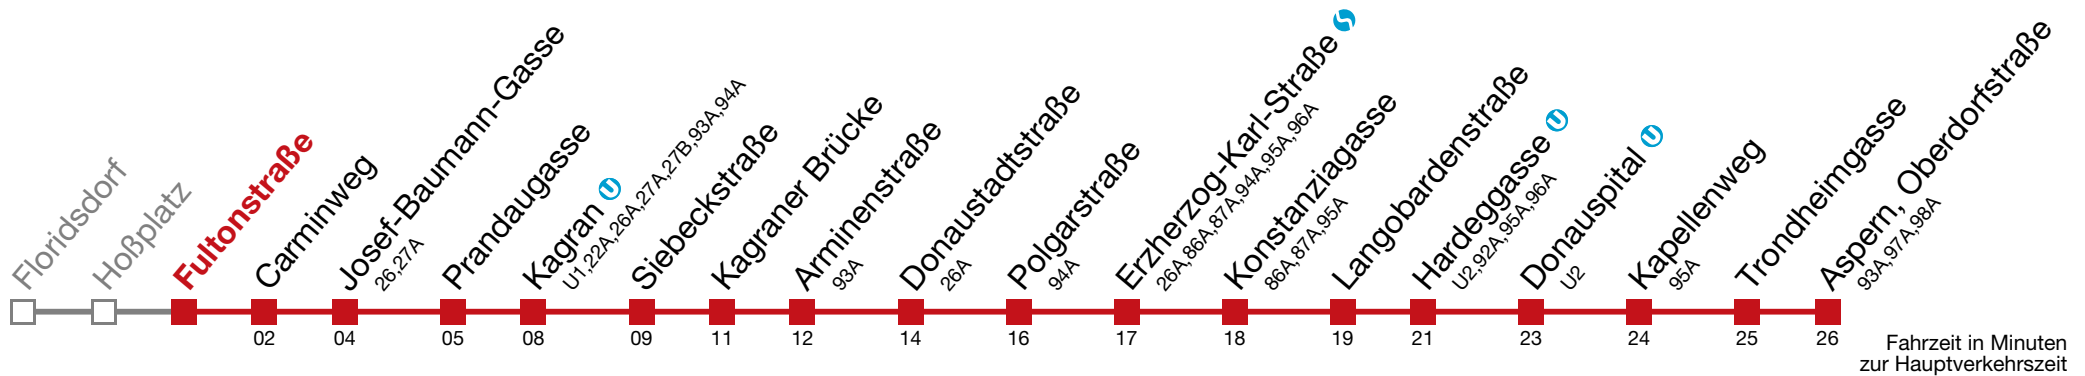 Floridsdorf
Hoßplatz
Fultonstraße
Carminweg
Josef-Baumann-Gasse
26,27A
Prandaugasse
Kagran U
U1,22A,26A,27A,27B,93A,94A
Siebeckstraße
Kagraner Brücke
Arminenstraße
93A
Donaustadtstraße
26A
Polgarstraße
94A
Erzherzog-Karl-Straße S
26A,86A,87A,94A,95A,96A
Konstanziagasse
86A,87A,95A
Langobardenstraße
Hardeggasse U
U2,92A,95A,96A
Donauspital U
U2
Kapellenweg
95A
Trondheimgasse
Aspern, Oberdorfstraße
93A,97A,98A
02 04 05 08 09 11 12 14 16 17 18 19 21 23 24 25 26
Fahrzeit in Minuten
zur Hauptverkehrszeit